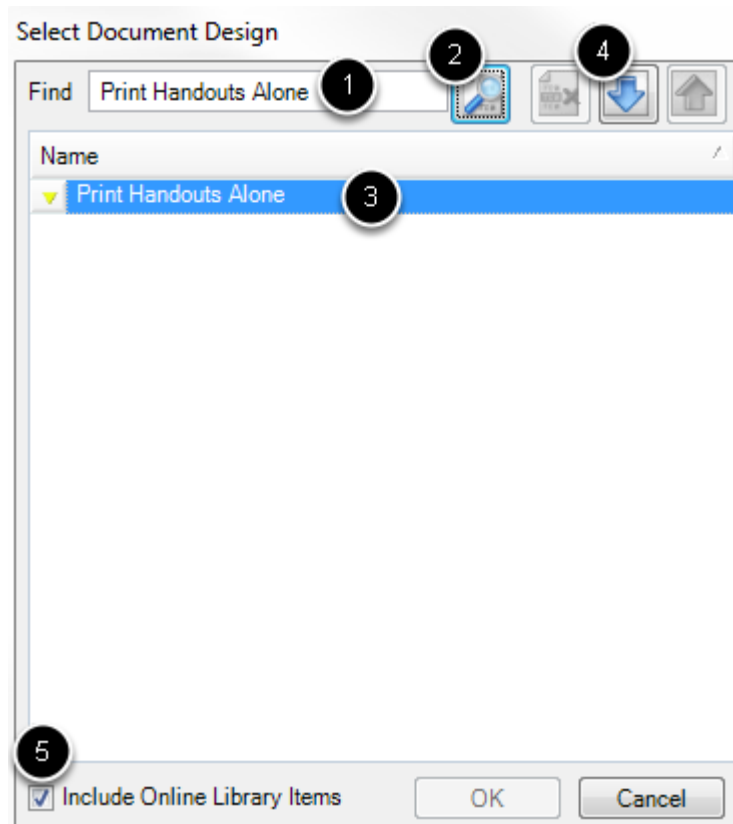 Select Document Design
2
4
Find Print Handouts Alone 1
Name
Print Handouts Alone 3
5
Include Online Library Items OK Cancel